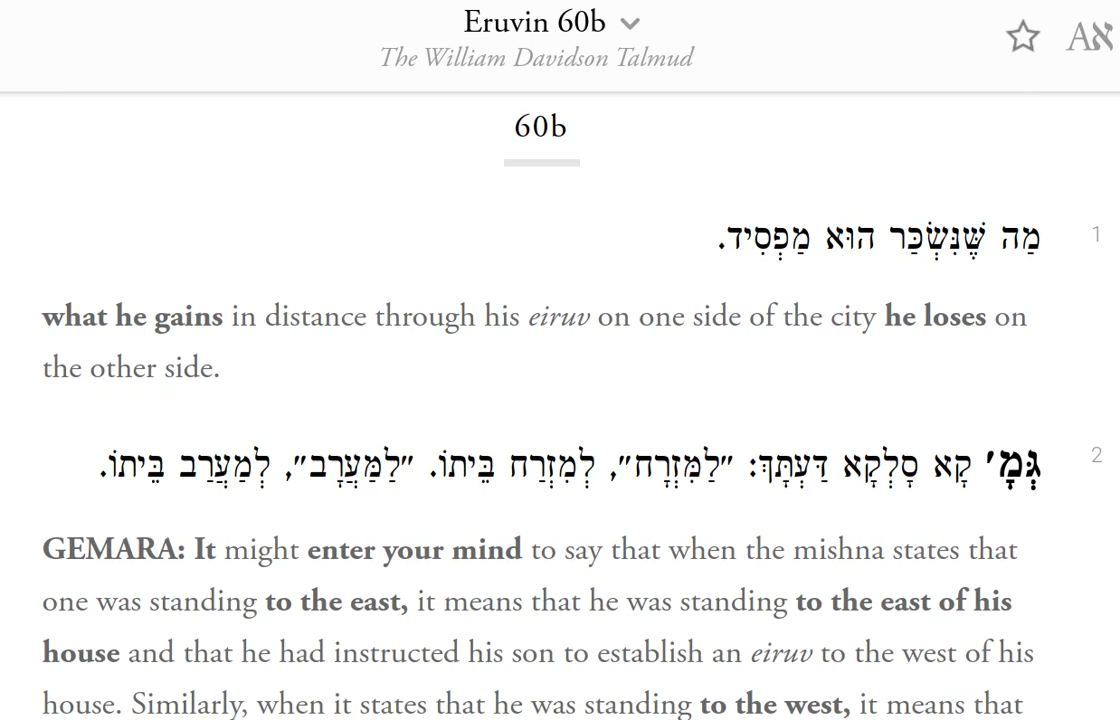 Eruvin 60b
The William Davidson Talmud
Aא
60b
1
מַה שֶּׁנִּשְׂכַּר הוּא מַפְסִיד.
what he gains in distance through his eiruv on one side of the city he loses on
the other side.
2
גְּמָ׳ קָא סָלְקָא דַּעְתָּךְ: ״לַמִּזְרָח״, לְמִזְרַח בֵּיתוֹ. ״לַמַּעֲרָב״, לְמַעֲרַב בֵּיתוֹ.
GEMARA: It might enter your mind to say that when the mishna states that
one was standing to the east, it means that he was standing to the east of his
house and that he had instructed his son to establish an eiruv to the west of his
house. Similarly, when it states that he was standing to the west, it means that